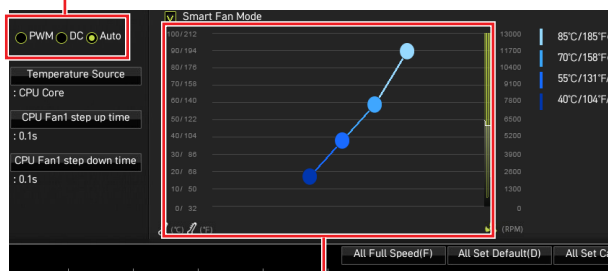 Smart Fan Mode
PWM DC Auto
Temperature Source
: CPU Core
CPU Fan1 step up time
: 0.1s
CPU Fan1 step down time
: 0.1s
100/212 13000
90/194 11700
80/176 10400
70/158 9100
60/140 7800
50/122 6500
40/104 5200
30/ 86 3900
20/ 68 2600
10/ 50 1300
0/ 32 0
(℃) (℉) (RPM)
85℃/185℉
70℃/158℉
55℃/131℉/
40℃/104℉/
All Full Speed(F) All Set Default(D) All Set Ca